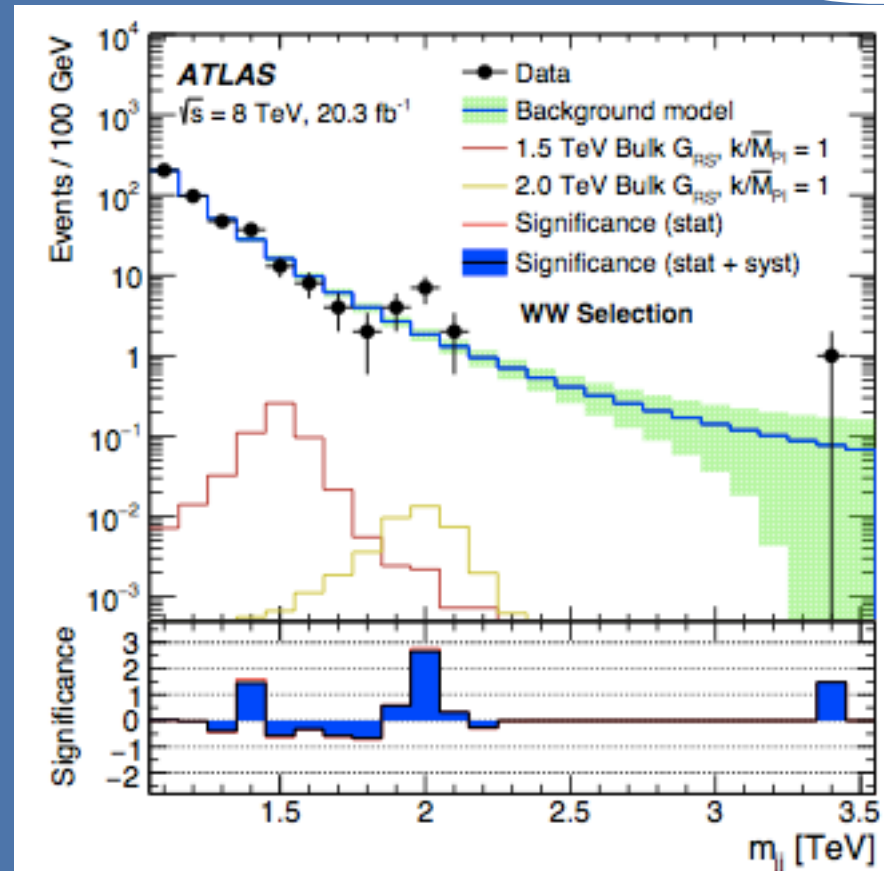 ATLAS
√s = 8 TeV, 20.3 fb⁻¹
Data
Background model
1.5 TeV Bulk G_RS, k/M̅_Pl = 1
2.0 TeV Bulk G_RS, k/M̅_Pl = 1
Significance (stat)
Significance (stat + syst)
WW Selection
Events / 100 GeV
10⁴
10³
10²
10
1
10⁻¹
10⁻²
10⁻³
Significance
3
2
1
0
−1
−2
1.5 2 2.5 3 3.5
m_jj [TeV]